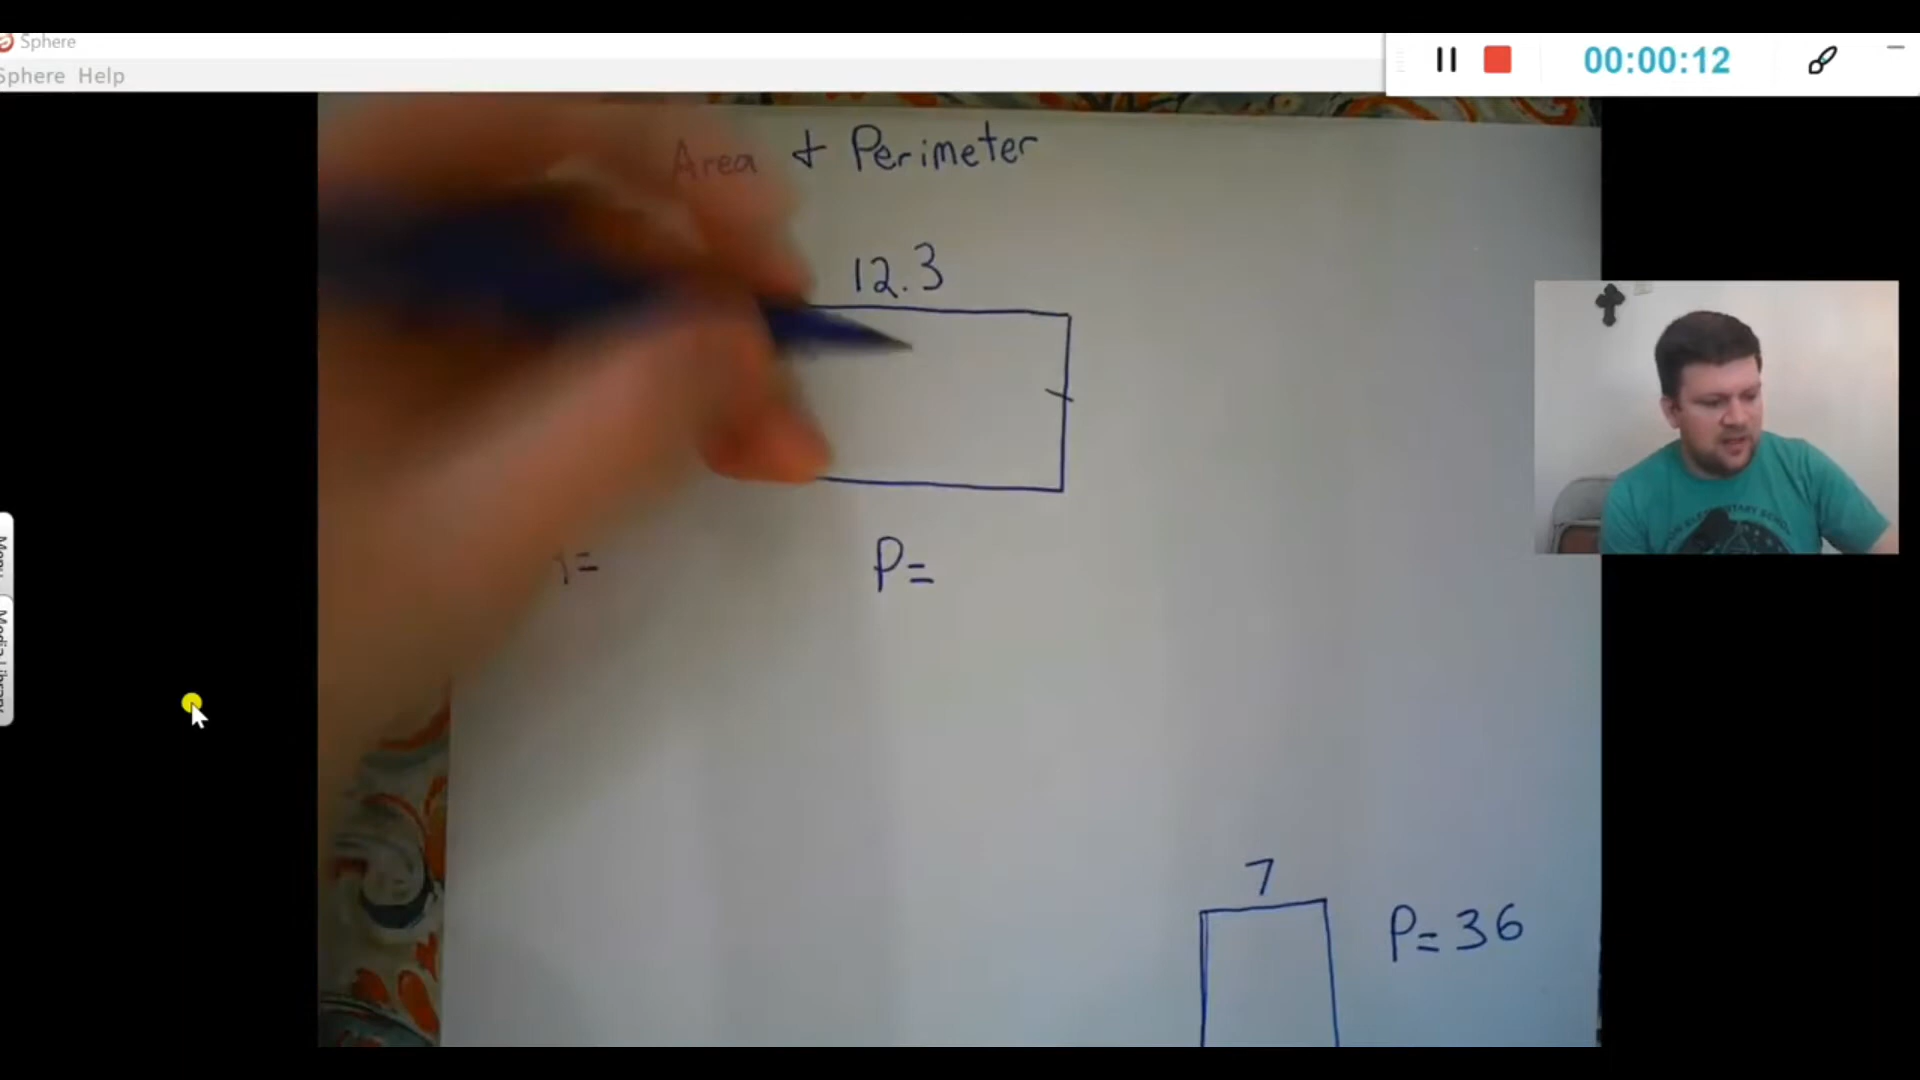 Sphere
Sphere Help
00:00:12
Area + Perimeter
12.3
=
P=
7
P= 36